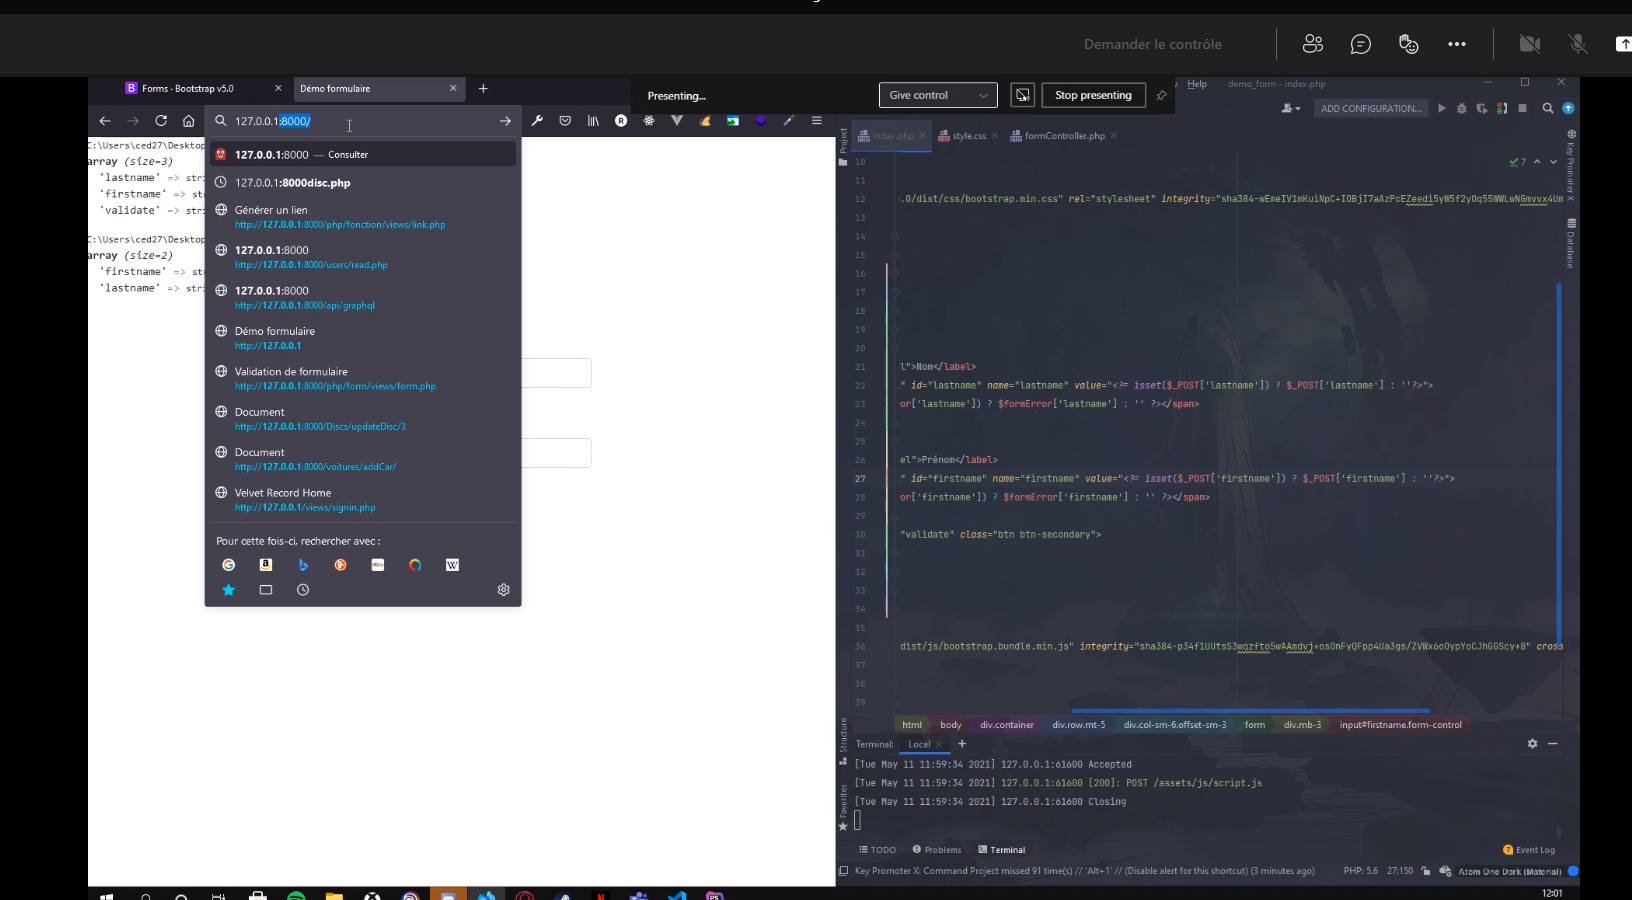 Demander le contrôle
Forms · Bootstrap v5.0
Démo formulaire
Presenting...
Give control
Stop presenting
Help
demo_form - index.php
127.0.0.1:8000/
ADD CONFIGURATION...
127.0.0.1:8000 — Consulter
127.0.0.1:8000disc.php
Générer un lien
http://127.0.0.1:8000/php/fonction/views/link.php
127.0.0.1:8000
http://127.0.0.1:8000/users/read.php
127.0.0.1:8000
http://127.0.0.1:8000/api/graphql
Démo formulaire
http://127.0.0.1
Validation de formulaire
http://127.0.0.1:8000/php/form/views/form.php
Document
http://127.0.0.1:8000/Discs/updateDisc/3
Document
http://127.0.0.1:8000/voitures/addCar/
Velvet Record Home
http://127.0.0.1/views/signin.php
Pour cette fois-ci, rechercher avec :
C:\Users\ced27\Desktop
array (size=3)
'lastname' => stri
'firstname' => st
'validate' => str
C:\Users\ced27\Desktop
array (size=2)
'firstname' => st
'lastname' => stri
Project
index.php
style.css
formController.php
Key Promoter X
Database
7
10
11
12 .0/dist/css/bootstrap.min.css" rel="stylesheet" integrity="sha384-wEmeIV1mKuiNpC+IOBjI7aAzPcEZeedi5yW5f2yOq55WWLwNGmvvx4Um
13
14
15
16
17
18
19
20
21 l">Nom</label>
22 " id="lastname" name="lastname" value="<?= isset($_POST['lastname']) ? $_POST['lastname'] : ''?>">
23 or['lastname']) ? $formError['lastname'] : '' ?></span>
24
25
26 el">Prénom</label>
27 " id="firstname" name="firstname" value="<?= isset($_POST['firstname']) ? $_POST['firstname'] : ''?>">
28 or['firstname']) ? $formError['firstname'] : '' ?></span>
29
30 "validate" class="btn btn-secondary">
31
32
33
34
35
36 dist/js/bootstrap.bundle.min.js" integrity="sha384-p34f1UUtsS3wqzfto5wAAmdvj+osOnFyQFpp4Ua3gs/ZVWx6oOypYoCJhGGScy+8" cross
37
38
39
html body div.container div.row.mt-5 div.col-sm-6.offset-sm-3 form div.mb-3 input#firstname.form-control
Structure
Favorites
Terminal: Local
[Tue May 11 11:59:34 2021] 127.0.0.1:61600 Accepted
[Tue May 11 11:59:34 2021] 127.0.0.1:61600 [200]: POST /assets/js/script.js
[Tue May 11 11:59:34 2021] 127.0.0.1:61600 Closing
TODO Problems Terminal
7 Event Log
Key Promoter X: Command Project missed 91 time(s) // 'Alt+1' // (Disable alert for this shortcut) (3 minutes ago)
PHP: 5.6 27:150 Atom One Dark (Material)
12:01